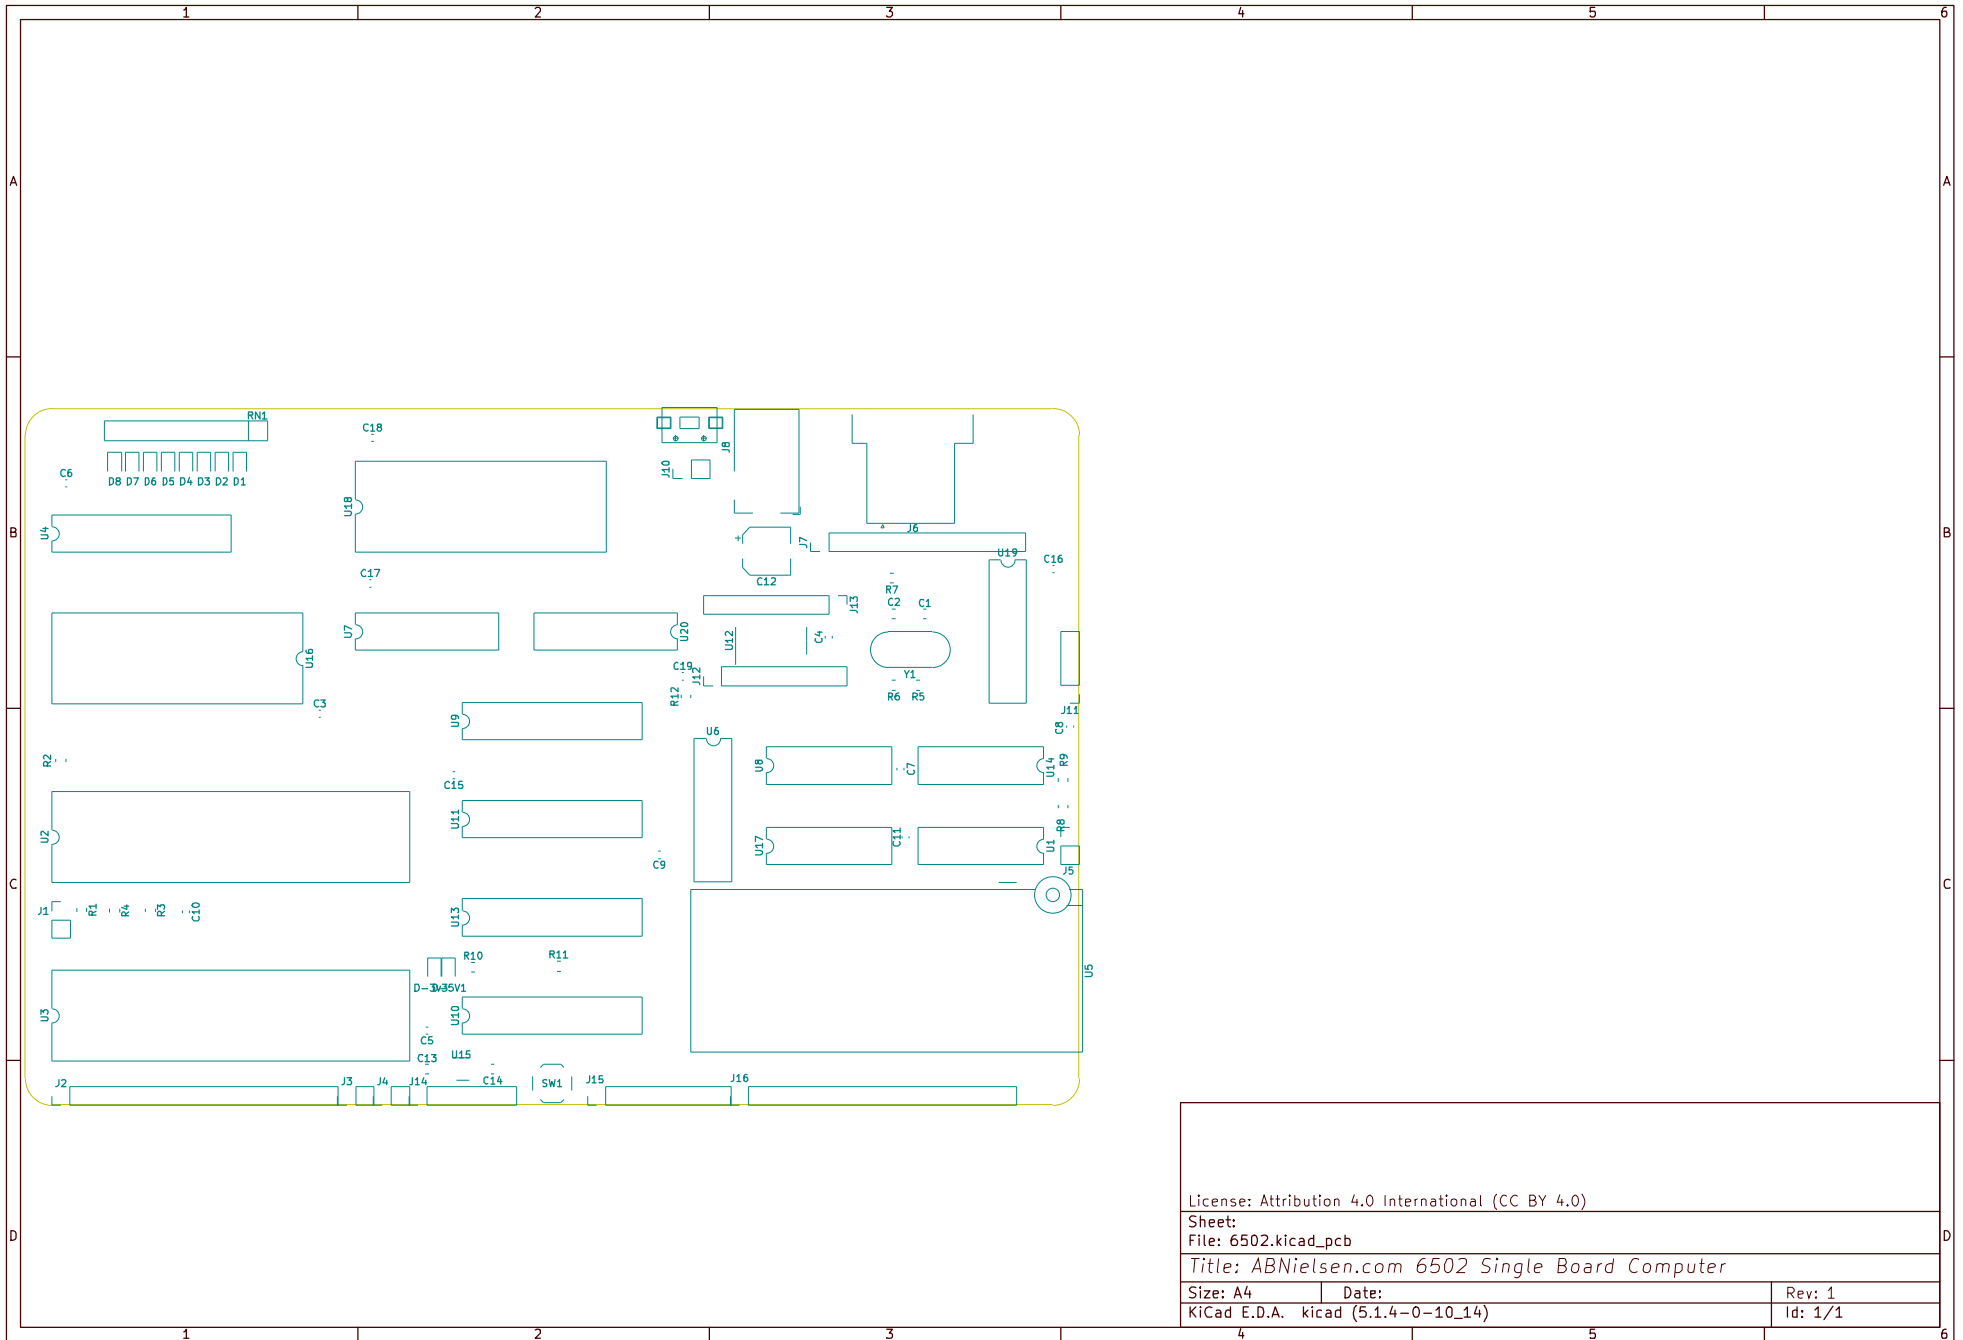 1 2 3 4 5 6
A A
RN1
C18
J8
J10
C6
D8 D7 D6 D5 D4 D3 D2 D1
U18
B B
U4
J6
J7
U19
C16
C17
C12
R7
C2 C1
J13
U7
U20
U12
C4
U16
C19
J12
Y1
R12
R6 R5
C3
J11
U9
C8
U6
R2
R9
U8
C7
U14
C15
U11
R8
U2
U17
C11
U1
C9
J5
C C
J1 R1 R4 R3 C10
U13
R10 R11
U5
U3
U10
C5
U15
C13
J2 J3 J4 J14 C14 SW1 J15 J16
License: Attribution 4.0 International (CC BY 4.0)
Sheet:
D D
File: 6502.kicad_pcb
Title: ABNielsen.com 6502 Single Board Computer
Size: A4 Date: Rev: 1
KiCad E.D.A. kicad (5.1.4-0-10_14) Id: 1/1
1 2 3 4 5 6